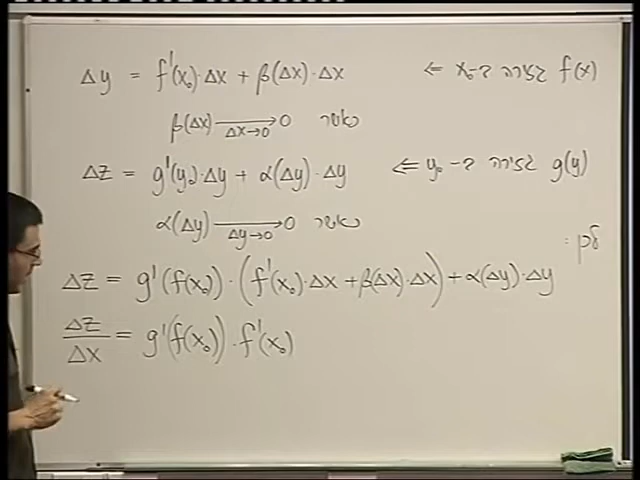 f(x) גזירה ב-x₀ ⇐ Δy = f'(x₀)·Δx + β(Δx)·Δx
כאשר β(Δx) ⟶ 0 Δx→0
g(y) גזירה ב-y₀ ⇐ Δz = g'(y₀)·Δy + α(Δy)·Δy
כאשר α(Δy) ⟶ 0 Δy→0
לכן:
Δz = g'(f(x₀))·(f'(x₀)·Δx + β(Δx)·Δx) + α(Δy)·Δy
Δz/Δx = g'(f(x₀))·f'(x₀)